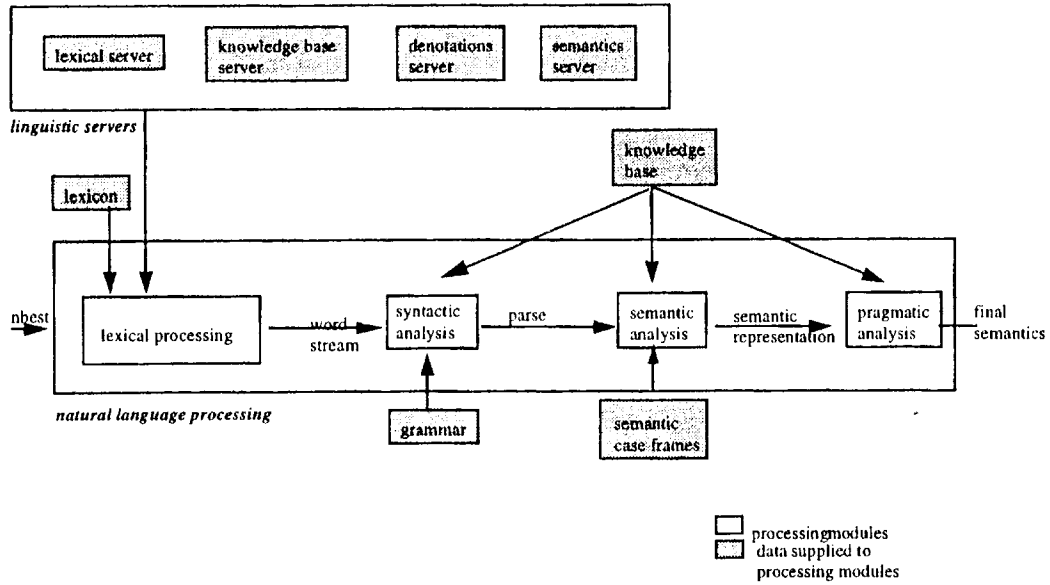 lexical server
knowledge base
server
denotations
server
semantics
server
linguistic servers
knowledge
base
lexicon
nbest
lexical processing
word
stream
syntactic
analysis
parse
semantic
analysis
semantic
representation
pragmatic
analysis
final
semantics
natural language processing
grammar
semantic
case frames
processingmodules
data supplied to
processing modules